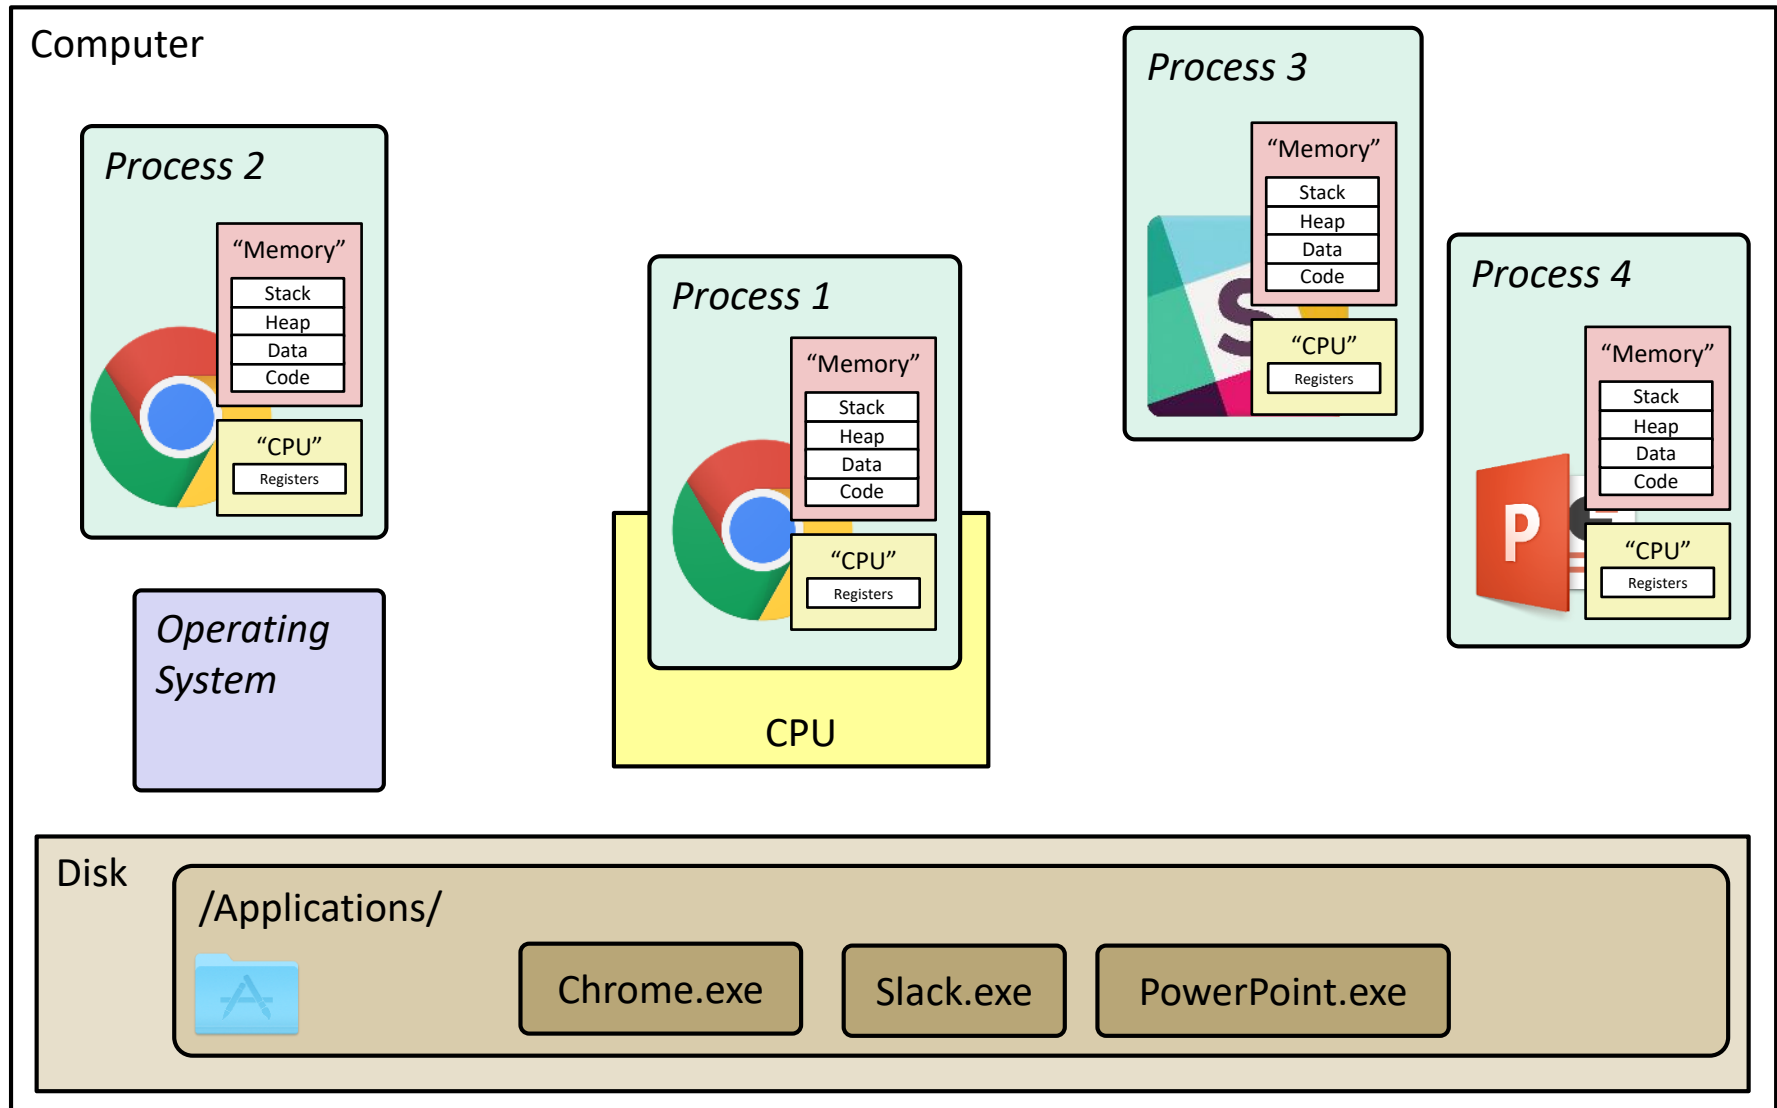 Computer
Process 2
“Memory”
Stack
Heap
Data
Code
“CPU”
Registers
Process 1
“Memory”
Stack
Heap
Data
Code
“CPU”
Registers
CPU
Process 3
“Memory”
Stack
Heap
Data
Code
“CPU”
Registers
S
Process 4
“Memory”
Stack
Heap
Data
Code
“CPU”
Registers
P
Operating
System
Disk
/Applications/
Chrome.exe
Slack.exe
PowerPoint.exe